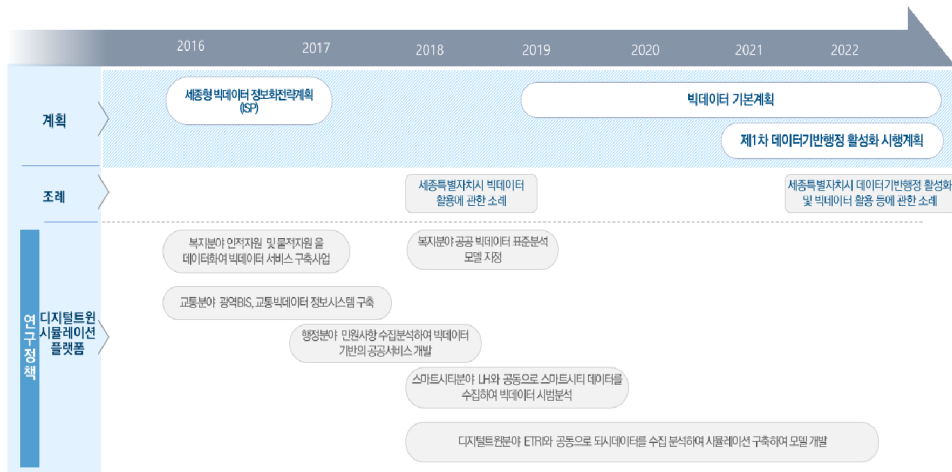 2016 2017 2018 2019 2020 2021 2022
계획
세종형 빅데이터 정보화전략계획
(ISP)
빅데이터 기본계획
제1차 데이터기반행정 활성화 시행계획
조례
세종특별자치시 빅데이터
활용에 관한 조례
세종특별자치시 데이터기반행정 활성화
및 빅데이터 활용 등에 관한 조례
연구정책
디지털트윈
시뮬레이션
플랫폼
복지분야 인적자원 및 물적자원 을
데이터화하여 빅데이터 서비스 구축사업
복지분야 공공 빅데이터 표준분석
모델 지정
교통분야 광역BIS, 교통빅데이터 정보시스템 구축
행정분야 민원사항 수집분석하여 빅데이터
기반의 공공서비스 개발
스마트시티분야 LH와 공동으로 스마트시티 데이터를
수집하여 빅데이터 시범분석
디지털트윈분야 ETRI와 공동으로 되시데이터를 수집 분석하여 시뮬레이션 구축하여 모델 개발